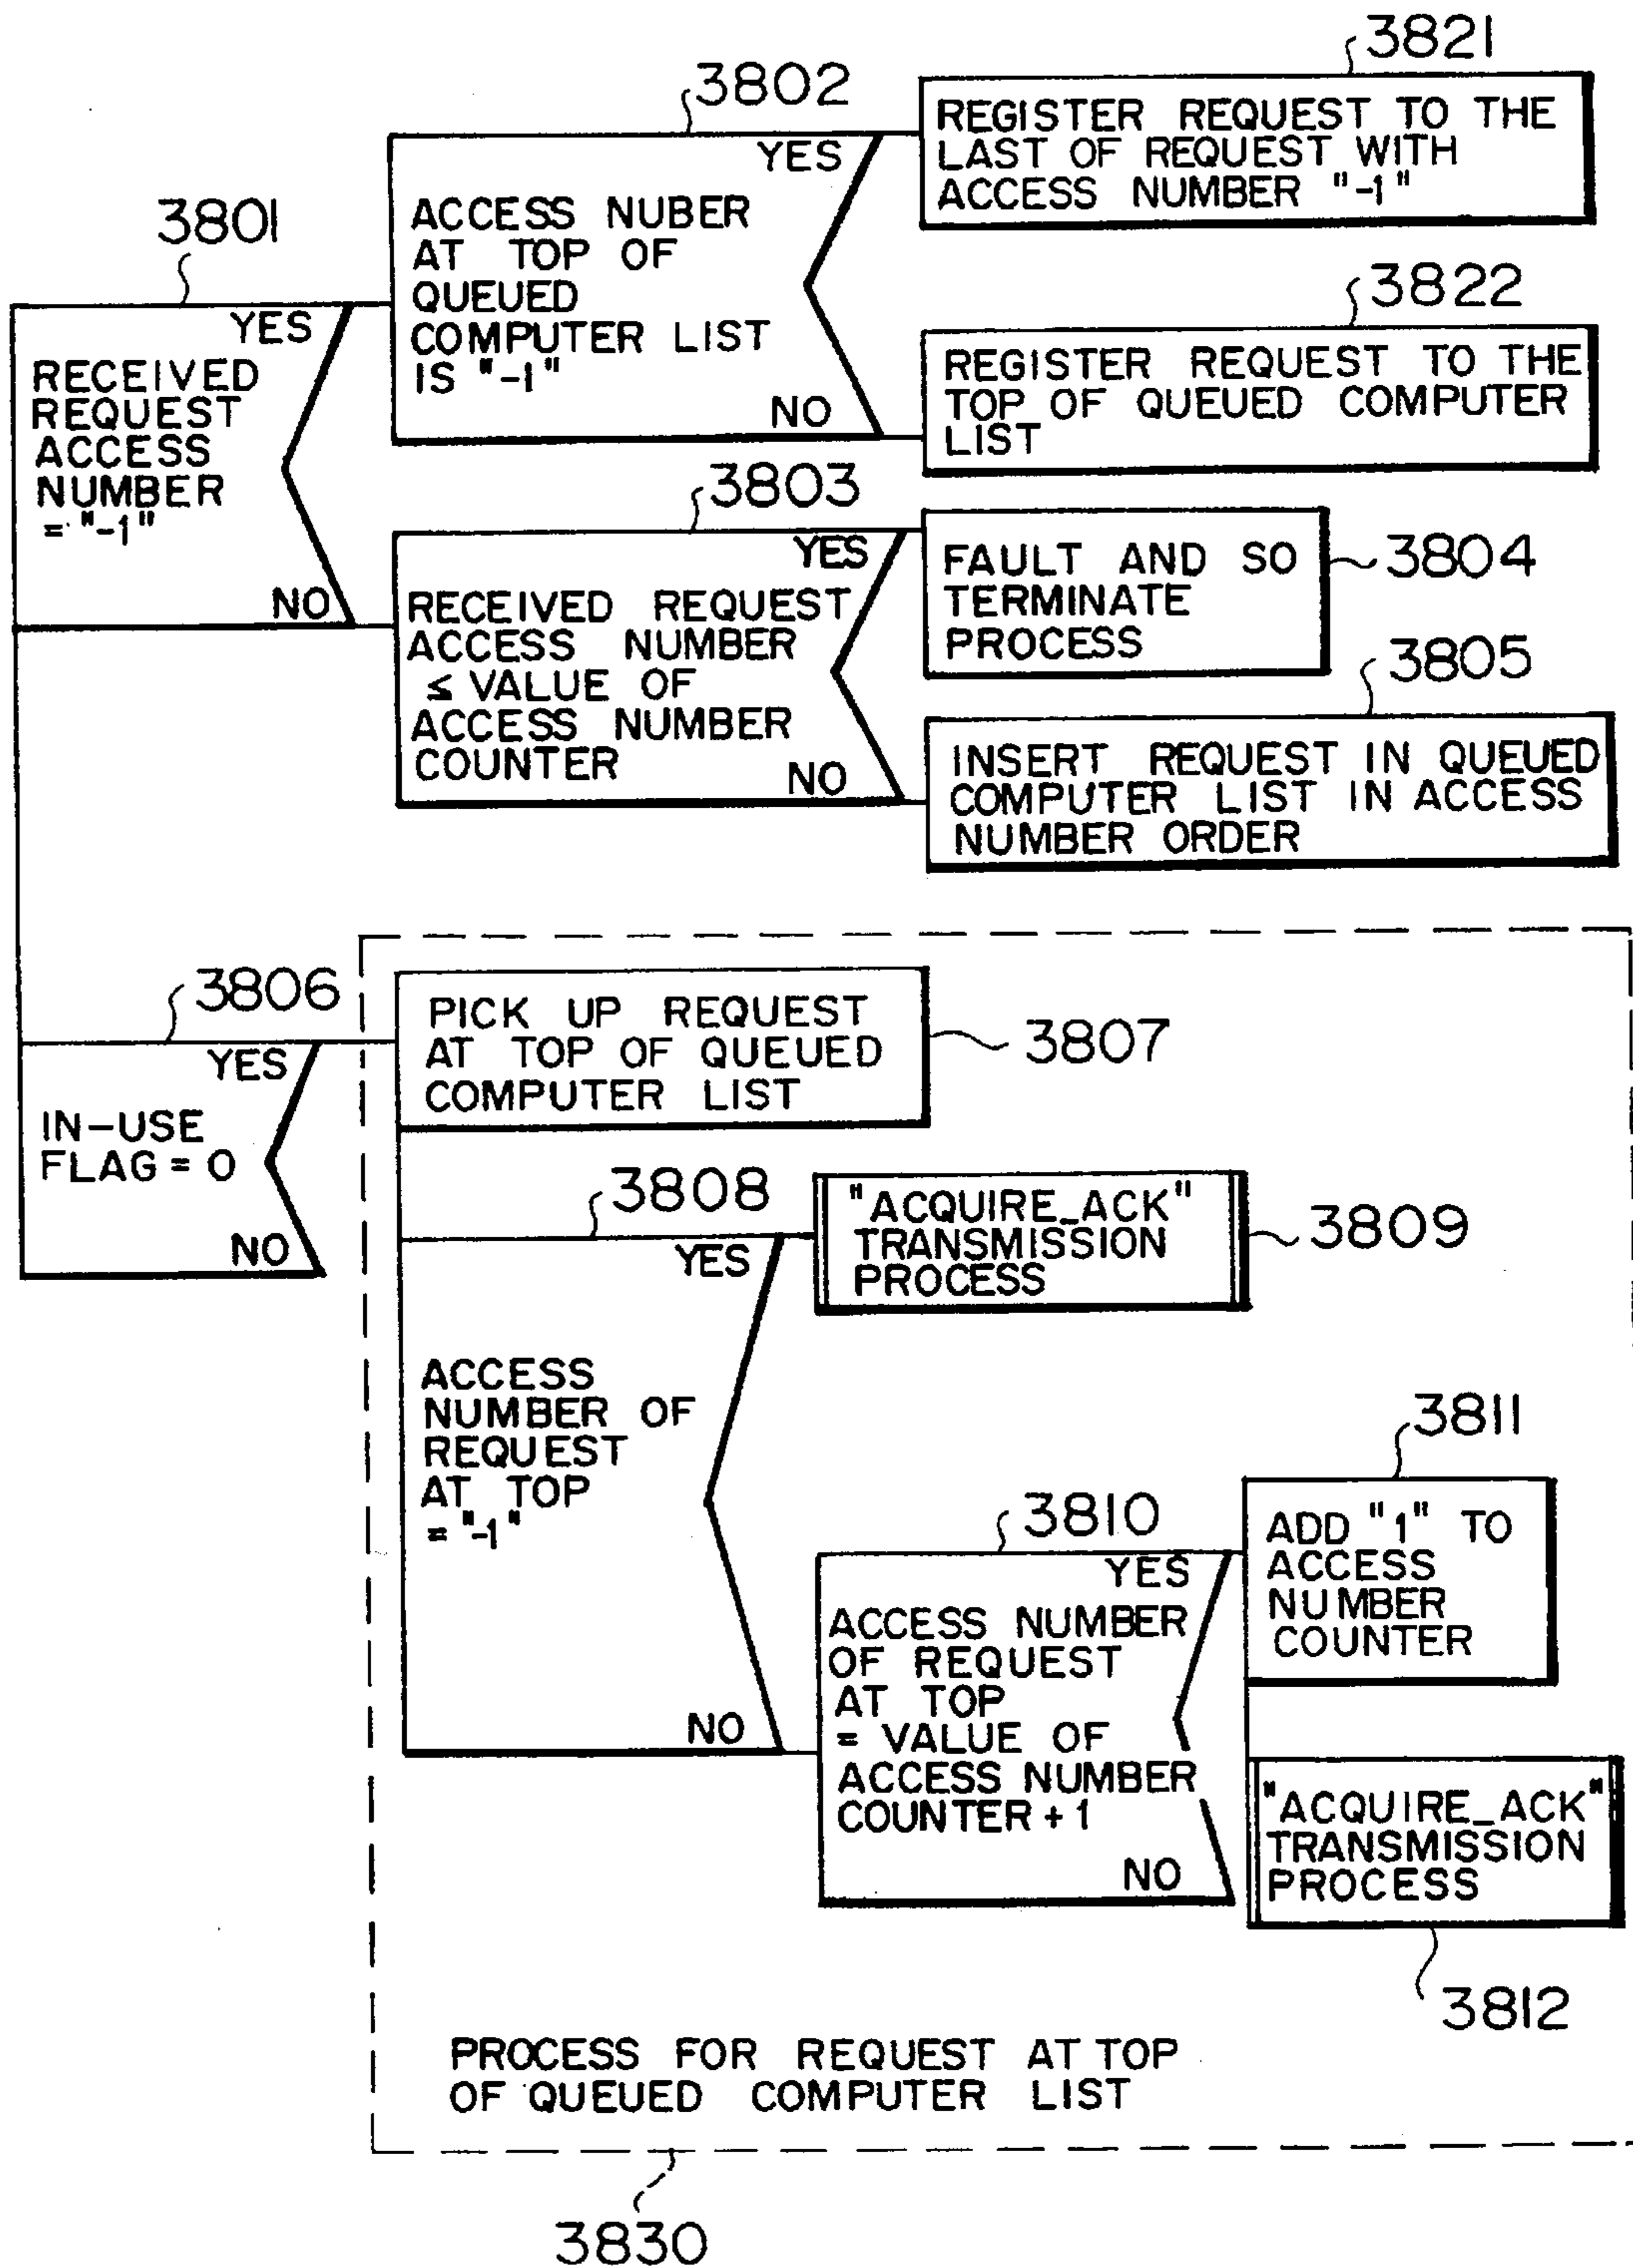 3821
3802
REGISTER REQUEST TO THE
LAST OF REQUEST WITH
ACCESS NUMBER "-1"
YES
ACCESS NUBER
AT TOP OF
QUEUED
COMPUTER LIST
IS "-1"
NO
3801
YES
RECEIVED
REQUEST
ACCESS
NUMBER
= "-1"
NO
3822
REGISTER REQUEST TO THE
TOP OF QUEUED COMPUTER
LIST
3803
YES
RECEIVED REQUEST
ACCESS NUMBER
≤ VALUE OF
ACCESS NUMBER
COUNTER
NO
FAULT AND SO
TERMINATE
PROCESS
3804
3805
INSERT REQUEST IN QUEUED
COMPUTER LIST IN ACCESS
NUMBER ORDER
3806
YES
IN-USE
FLAG = 0
NO
PICK UP REQUEST
AT TOP OF QUEUED
COMPUTER LIST
3807
3808
YES
ACCESS
NUMBER OF
REQUEST
AT TOP
= "-1"
NO
"ACQUIRE_ACK"
TRANSMISSION
PROCESS
3809
3810
YES
ACCESS NUMBER
OF REQUEST
AT TOP
= VALUE OF
ACCESS NUMBER
COUNTER + 1
NO
3811
ADD "1" TO
ACCESS
NUMBER
COUNTER
"ACQUIRE_ACK"
TRANSMISSION
PROCESS
3812
PROCESS FOR REQUEST AT TOP
OF QUEUED COMPUTER LIST
3830